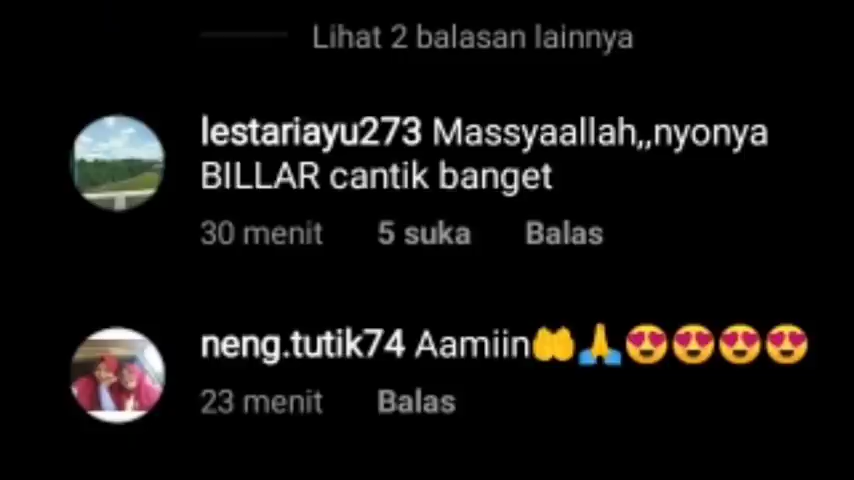 Lihat 2 balasan lainnya
lestariayu273 Massyaallah,,nyonya
BILLAR cantik banget
30 menit 5 suka Balas
neng.tutik74 Aamiin🤲🙏😍😍😍😍
23 menit Balas